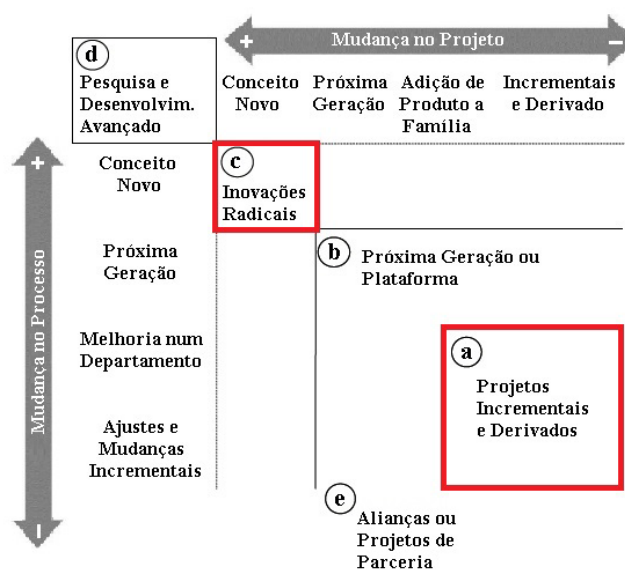 + Mudança no Projeto −
d
Pesquisa e
Desenvolvim.
Avançado
Conceito
Novo
Próxima
Geração
Adição de
Produto a
Família
Incrementais
e Derivado
+
Mudança no Processo
−
Conceito
Novo
c
Inovações
Radicais
Próxima
Geração
b
Próxima Geração ou
Plataforma
Melhoria num
Departamento
a
Projetos
Incrementais
e Derivados
Ajustes e
Mudanças
Incrementais
e
Alianças ou
Projetos de
Parceria